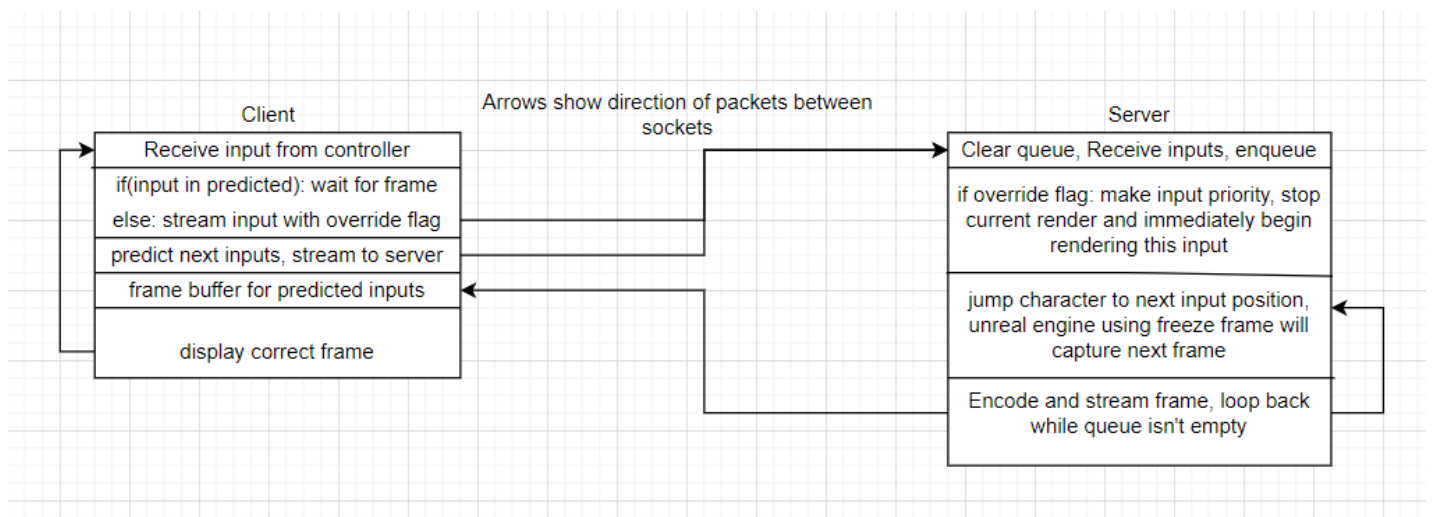 Client
Arrows show direction of packets between
sockets
Server
Receive input from controller
if(input in predicted): wait for frame
else: stream input with override flag
predict next inputs, stream to server
frame buffer for predicted inputs
display correct frame
Clear queue, Receive inputs, enqueue
if override flag: make input priority, stop
current render and immediately begin
rendering this input
jump character to next input position,
unreal engine using freeze frame will
capture next frame
Encode and stream frame, loop back
while queue isn't empty